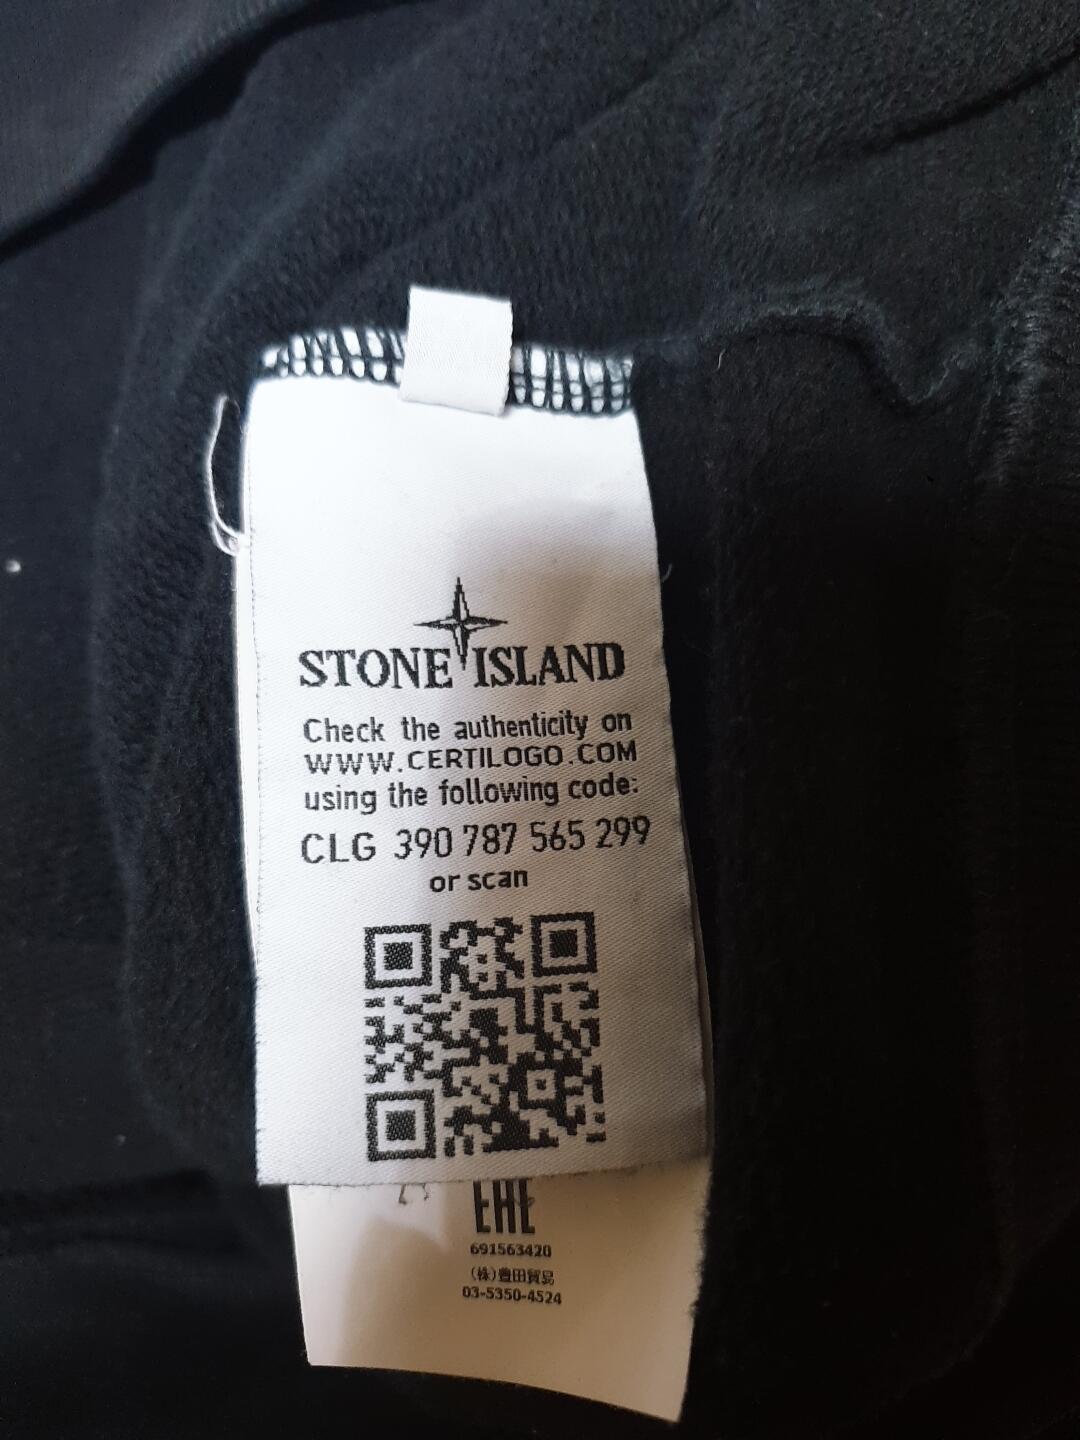 STONE ISLAND
Check the authenticity on
WWW.CERTILOGO.COM
using the following code:
CLG 390 787 565 299
or scan
EAC
691563420
(株)豊田貿易
03-5350-4524